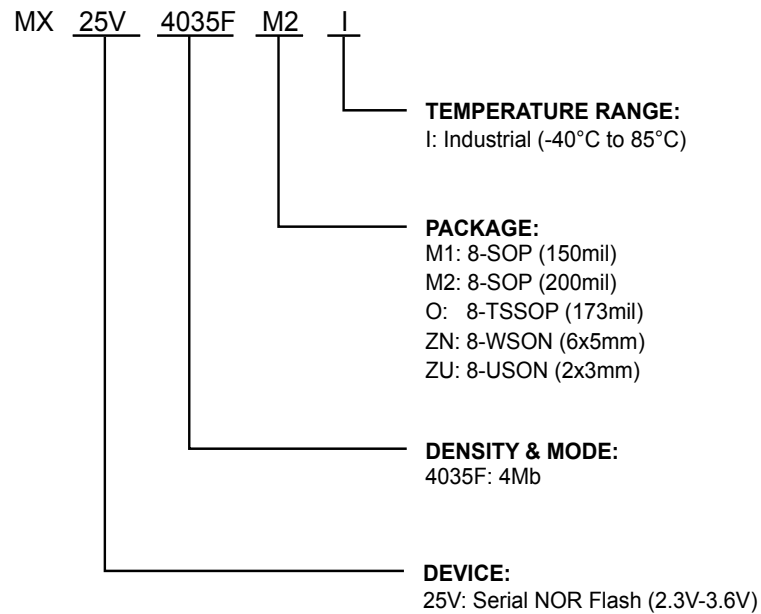 MX 25V 4035F M2 I
TEMPERATURE RANGE:
I: Industrial (-40°C to 85°C)
PACKAGE:
M1: 8-SOP (150mil)
M2: 8-SOP (200mil)
O: 8-TSSOP (173mil)
ZN: 8-WSON (6x5mm)
ZU: 8-USON (2x3mm)
DENSITY & MODE:
4035F: 4Mb
DEVICE:
25V: Serial NOR Flash (2.3V-3.6V)